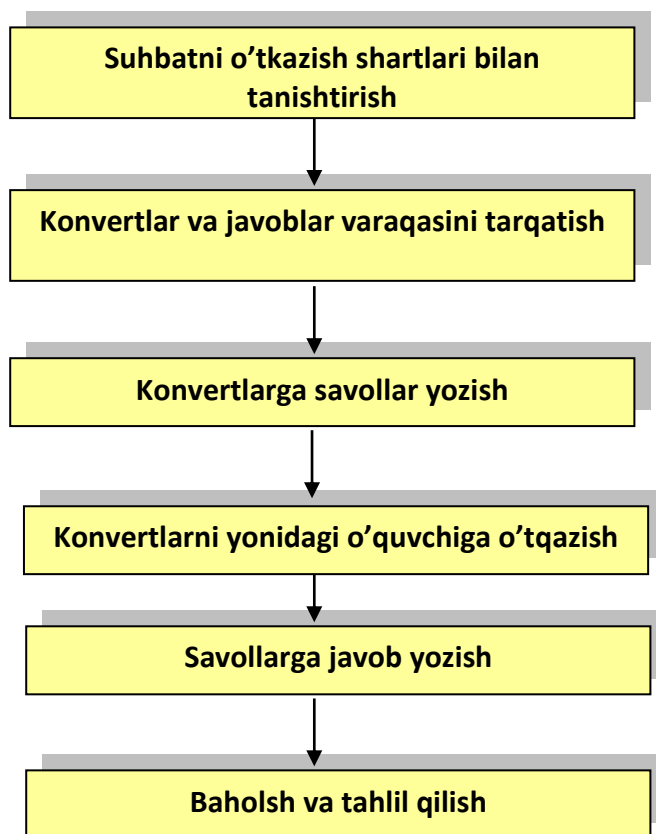 Suhbatni o’tkazish shartlari bilan
tanishtirish
Konvertlar va javoblar varaqasini tarqatish
Konvertlarga savollar yozish
Konvertlarni yonidagi o’quvchiga o’tqazish
Savollarga javob yozish
Baholsh va tahlil qilish